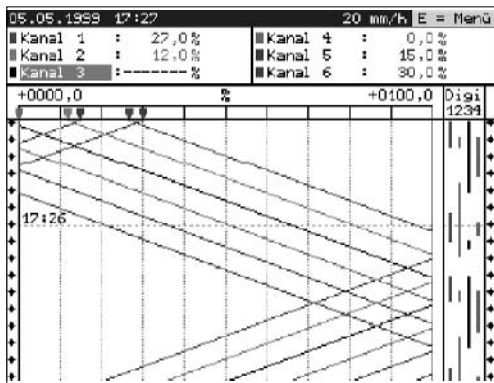 05.05.1999 17:27 20 mm/h E = Menü
Kanal 1 : 27,0% Kanal 4 : 0,0%
Kanal 2 : 12,0% Kanal 5 : 15,0%
Kanal 3 :-------- % Kanal 6 : 30,0%
+0000,0 % +0100,0 Digi
1234
17:26